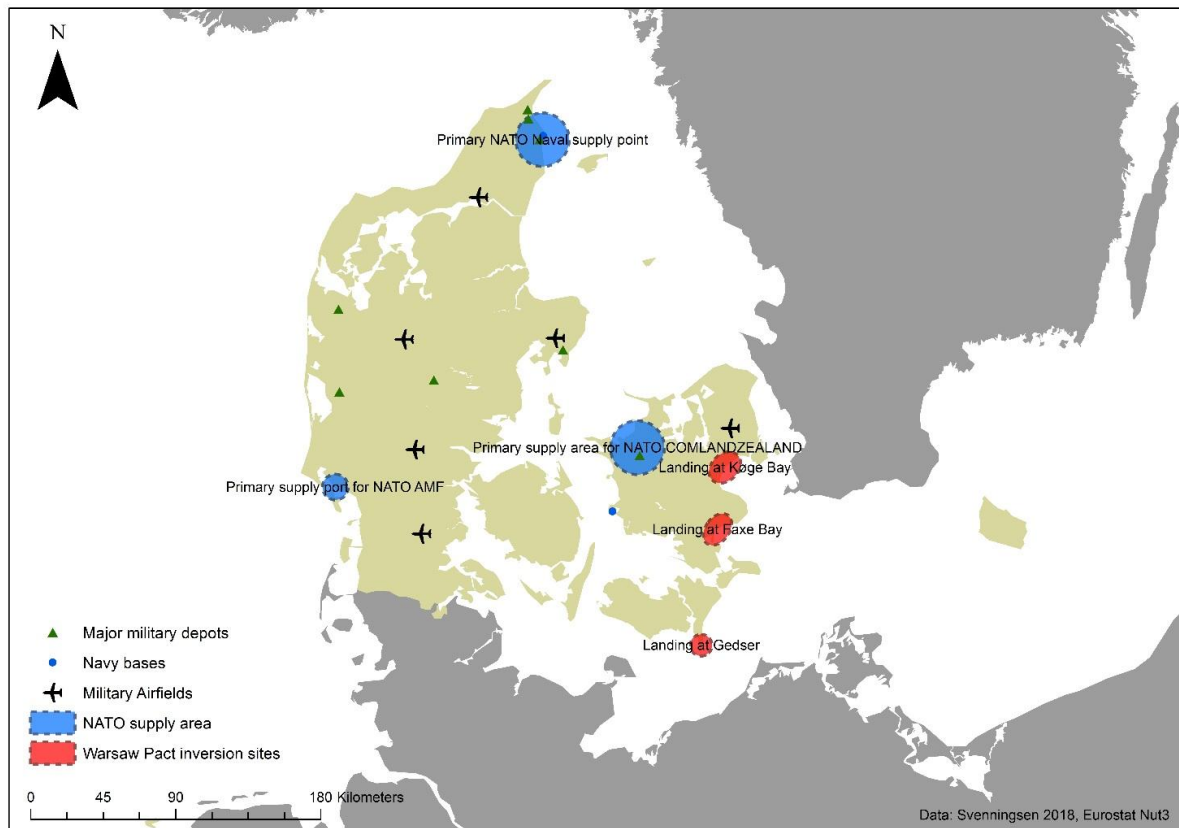 N
Primary NATO Naval supply point
Primary supply area for NATO COMLANDZEALAND
Landing at Køge Bay
Primary supply port for NATO AMF
Landing at Faxe Bay
Landing at Gedser
Major military depots
Navy bases
Military Airfields
NATO supply area
Warsaw Pact inversion sites
0 45 90 180 Kilometers
Data: Svenningsen 2018, Eurostat Nut3